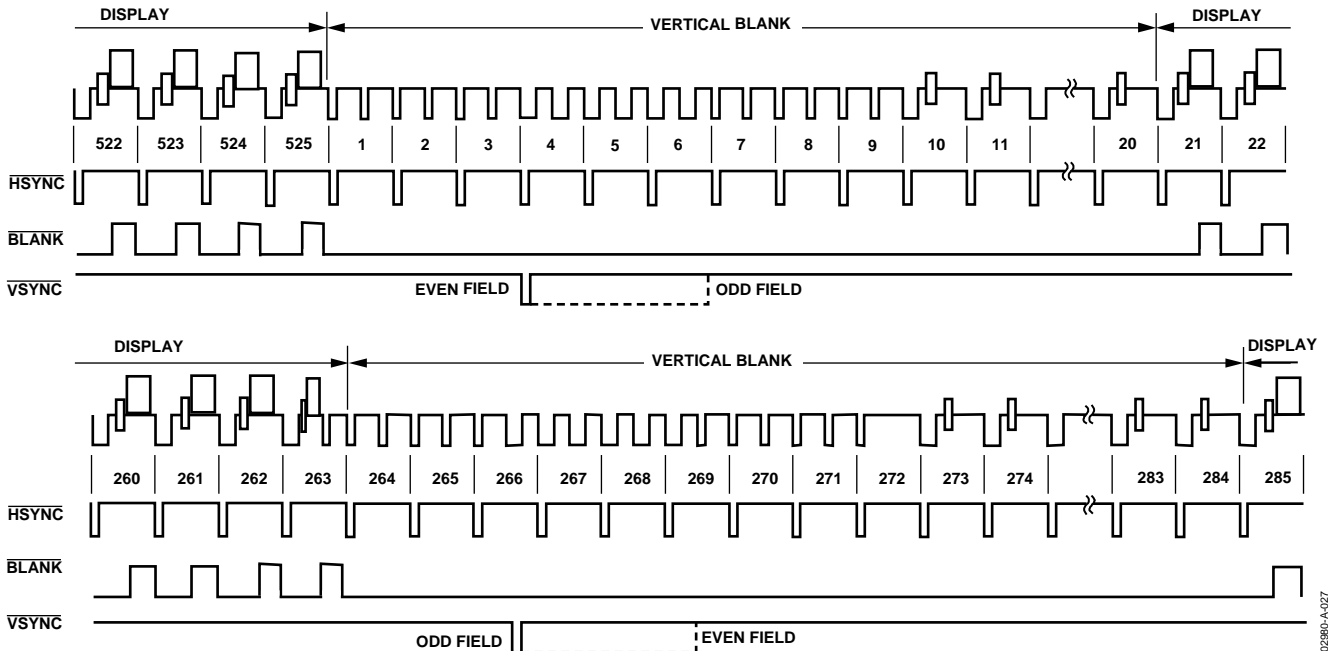 DISPLAY VERTICAL BLANK DISPLAY
522 523 524 525 1 2 3 4 5 6 7 8 9 10 11 20 21 22
HSYNC
BLANK
VSYNC
EVEN FIELD ODD FIELD
DISPLAY VERTICAL BLANK DISPLAY
260 261 262 263 264 265 266 267 268 269 270 271 272 273 274 283 284 285
HSYNC
BLANK
VSYNC
ODD FIELD EVEN FIELD
02980-A-027